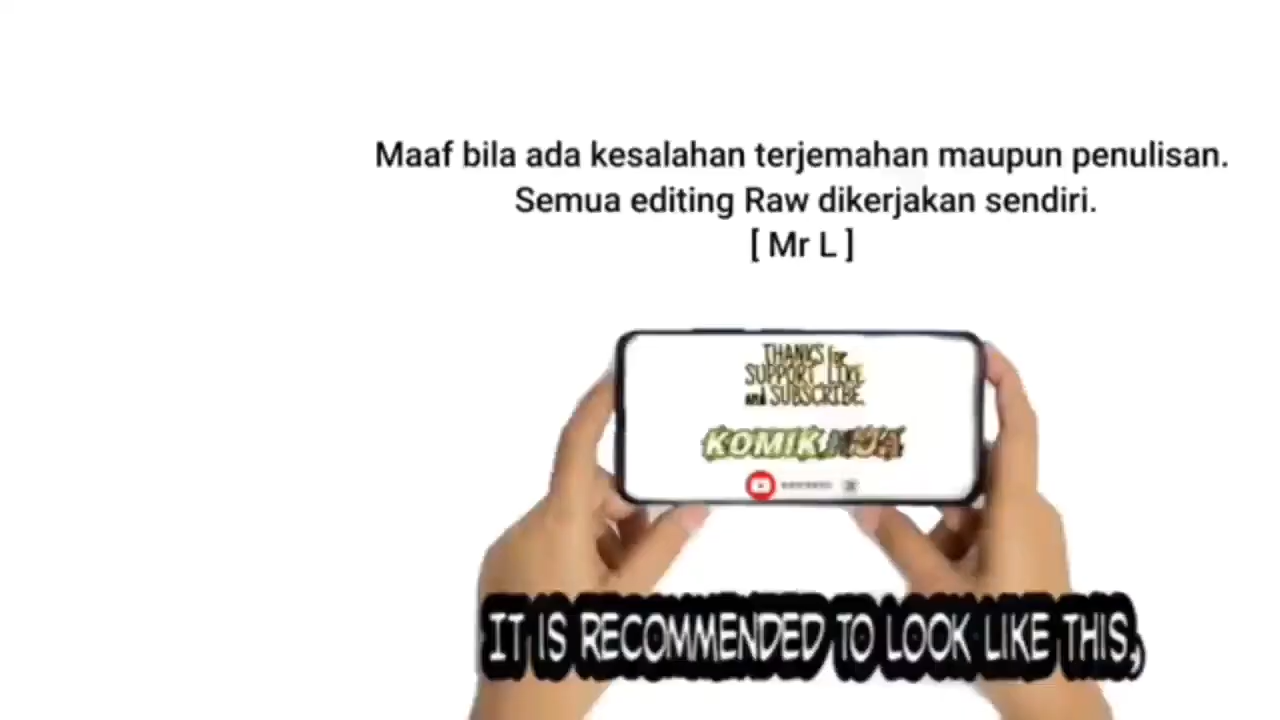 Maaf bila ada kesalahan terjemahan maupun penulisan.
Semua editing Raw dikerjakan sendiri.
[ Mr L ]
THANKS for
SUPPORT LIKE
and SUBSCRIBE.
KOMIK
IT IS RECOMMENDED TO LOOK LIKE THIS,